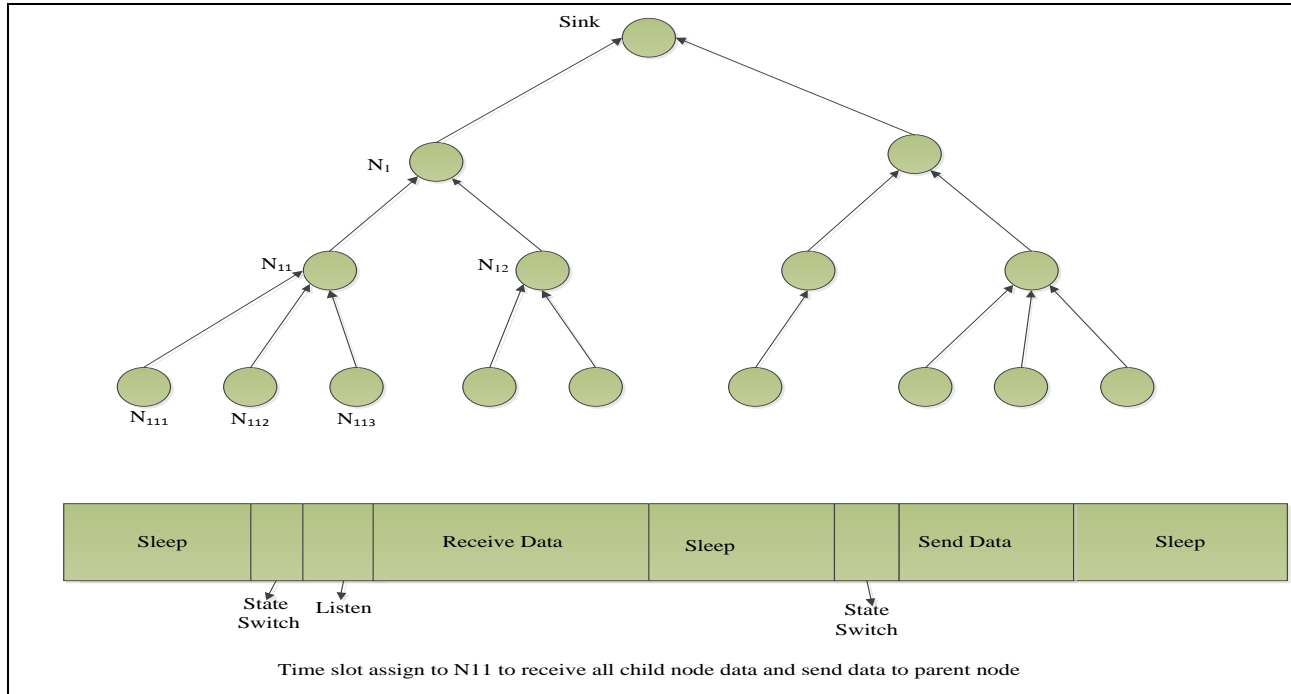 Sink
N₁
N₁₁
N₁₂
N₁₁₁
N₁₁₂
N₁₁₃
Sleep
Receive Data
Sleep
Send Data
Sleep
State
Switch
Listen
State
Switch
Time slot assign to N11 to receive all child node data and send data to parent node